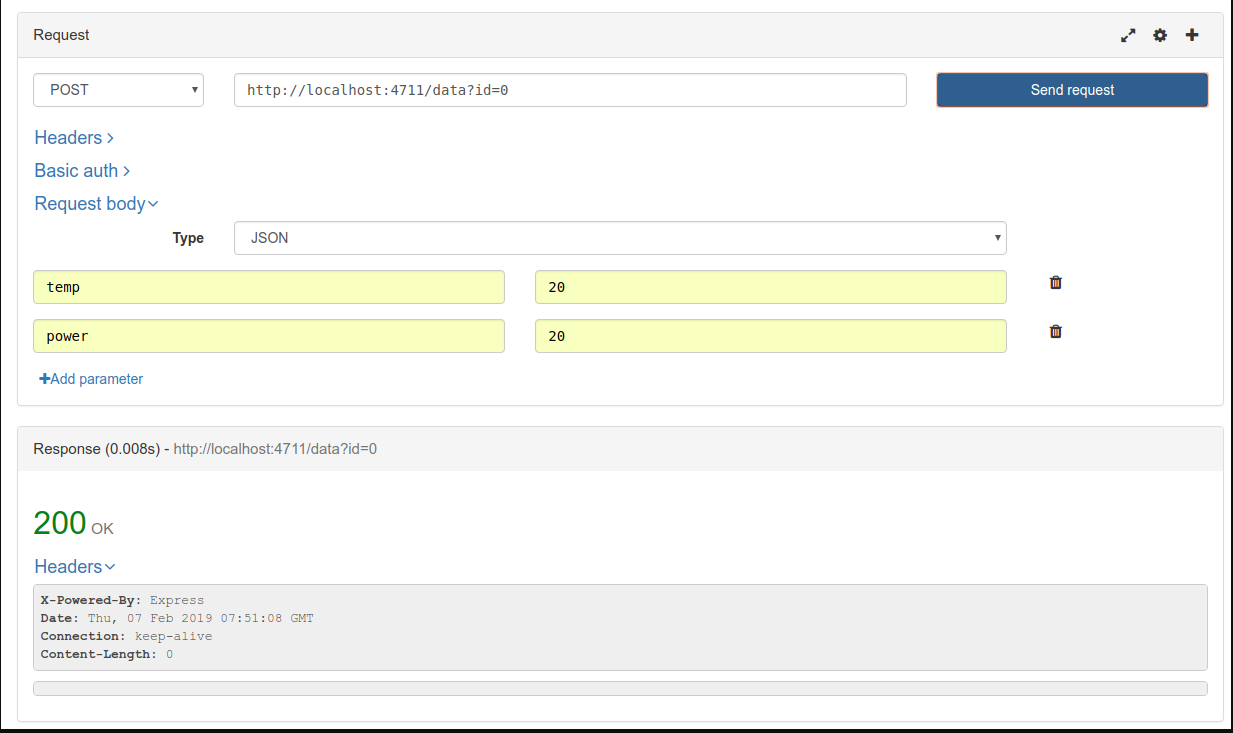 Request
POST
http://localhost:4711/data?id=0
Send request
Headers
Basic auth
Request body
Type
JSON
temp
20
power
20
Add parameter
Response (0.008s) - http://localhost:4711/data?id=0
200 OK
Headers
X-Powered-By: Express
Date: Thu, 07 Feb 2019 07:51:08 GMT
Connection: keep-alive
Content-Length: 0